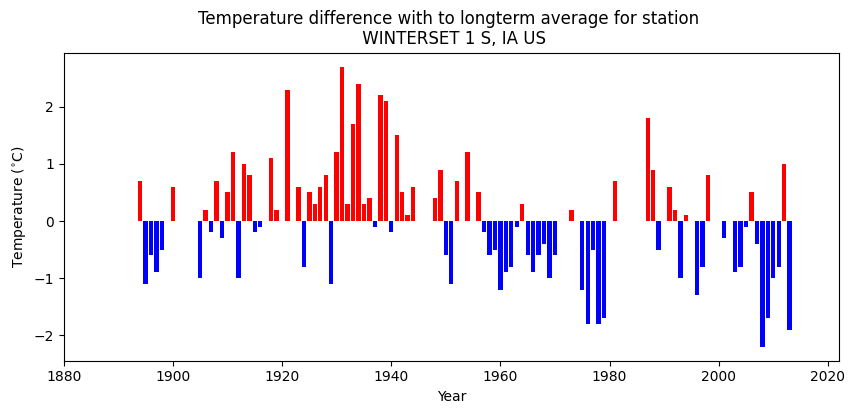 Temperature difference with to longterm average for station
WINTERSET 1 S, IA US
Temperature (°C)
2
1
0
−1
−2
1880 1900 1920 1940 1960 1980 2000 2020
Year